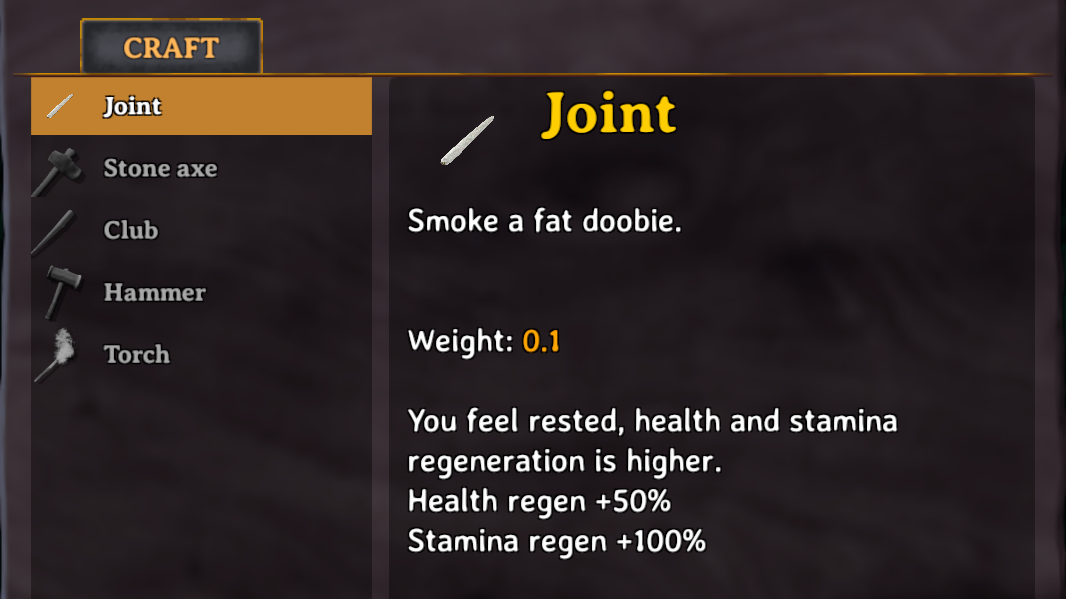 CRAFT
Joint
Stone axe
Club
Hammer
Torch
Joint
Smoke a fat doobie.
Weight: 0.1
You feel rested, health and stamina
regeneration is higher.
Health regen +50%
Stamina regen +100%